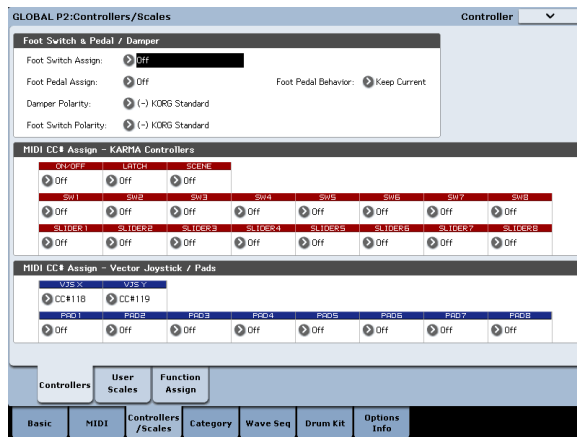 GLOBAL P2:Controllers/Scales Controller
Foot Switch & Pedal / Damper
Foot Switch Assign: Off
Foot Pedal Assign: Off Foot Pedal Behavior: Keep Current
Damper Polarity: (-) KORG Standard
Foot Switch Polarity: (-) KORG Standard
MIDI CC# Assign - KARMA Controllers
ON/OFF LATCH SCENE
Off Off Off
SW1 SW2 SW3 SW4 SW5 SW6 SW7 SW8
Off Off Off Off Off Off Off Off
SLIDER1 SLIDER2 SLIDER3 SLIDER4 SLIDER5 SLIDER6 SLIDER7 SLIDER8
Off Off Off Off Off Off Off Off
MIDI CC# Assign - Vector Joystick / Pads
VJS X VJS Y
CC#118 CC#119
PAD1 PAD2 PAD3 PAD4 PAD5 PAD6 PAD7 PAD8
Off Off Off Off Off Off Off Off
Controllers User Scales Function Assign
Basic MIDI Controllers /Scales Category Wave Seq Drum Kit Options Info